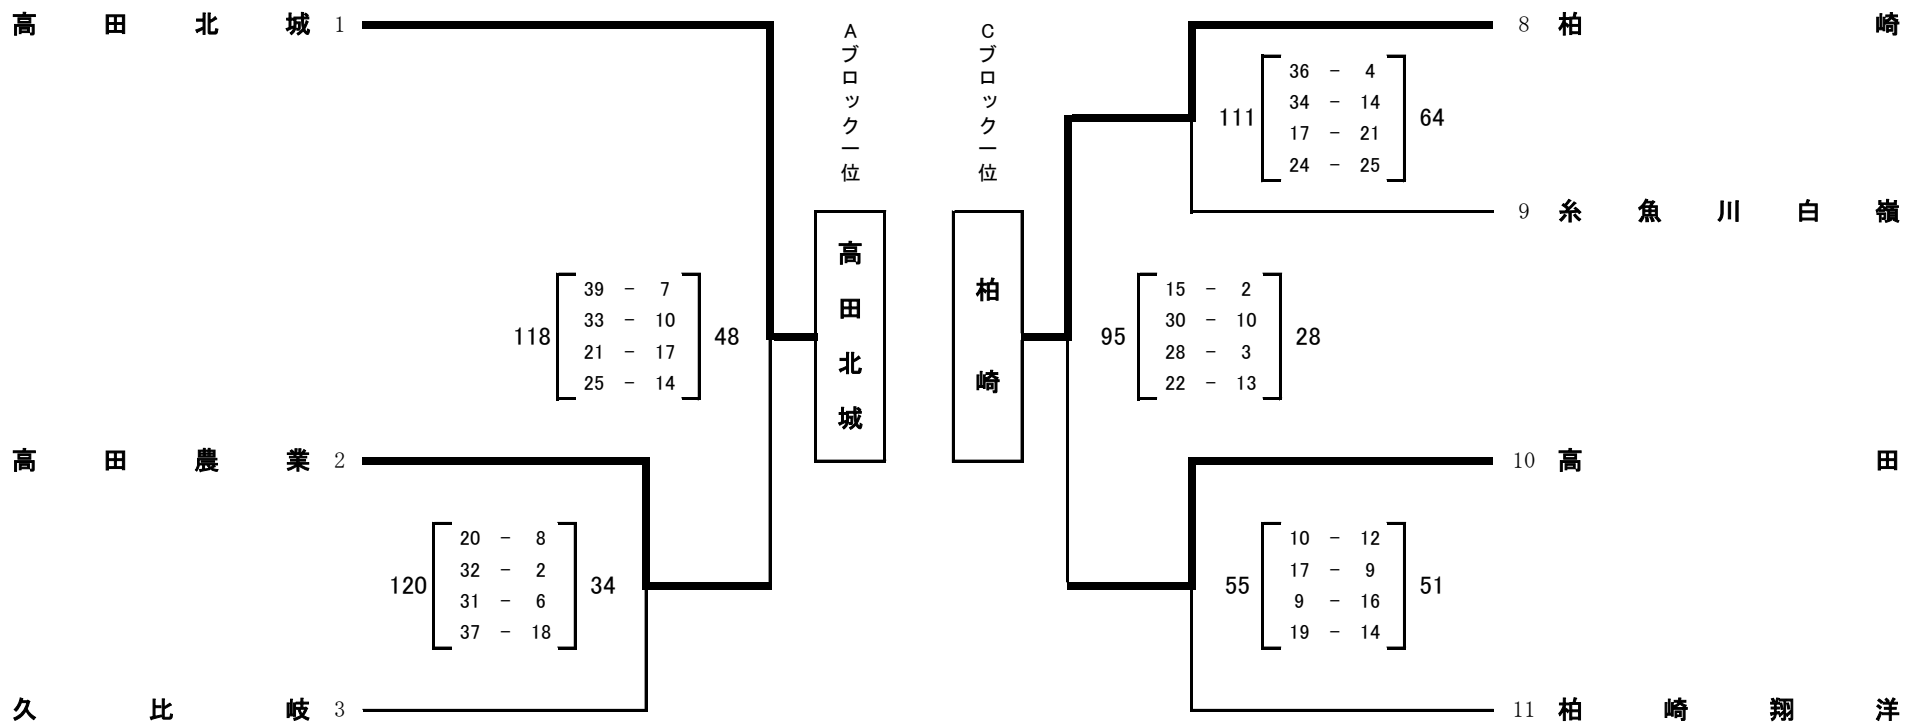 高田北城 1
Aブロック一位
Cブロック一位
8 柏崎
36 - 4
34 - 14
111 64
17 - 21
24 - 25
9 糸魚川白嶺
高田北城
柏崎
39 - 7
33 - 10
118 48
21 - 17
25 - 14
15 - 2
30 - 10
95 28
28 - 3
22 - 13
高田農業 2
10 高田
20 - 8
32 - 2
120 34
31 - 6
37 - 18
10 - 12
17 - 9
55 51
9 - 16
19 - 14
久比岐 3
11 柏崎翔洋